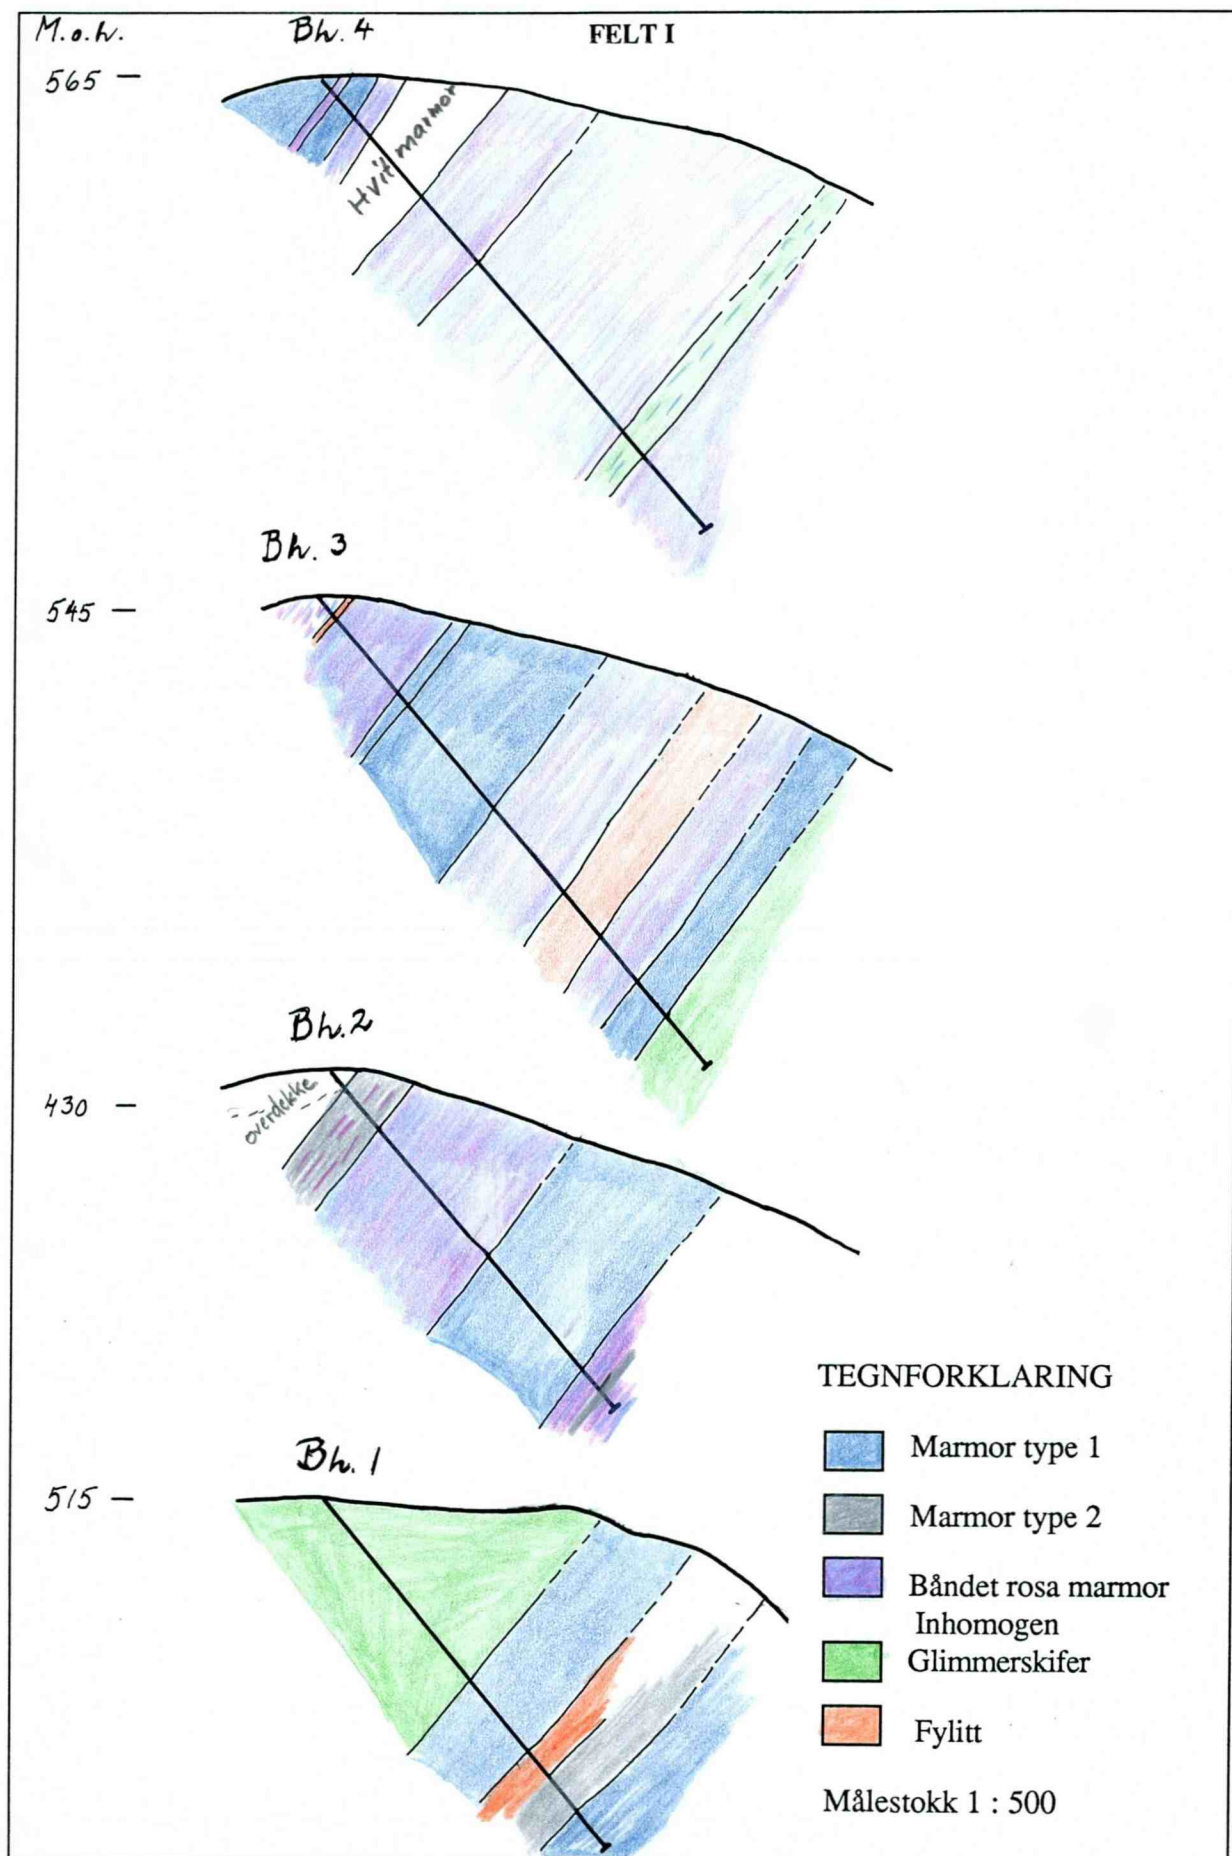 M.o.h.
Bh. 4
FELT I
565
Hvit marmor
Bh. 3
545
Bh. 2
430
overdekke
Bh. 1
515
TEGNFORKLARING
Marmor type 1
Marmor type 2
Båndet rosa marmor
Inhomogen
Glimmerskifer
Fylitt
Målestokk 1 : 500